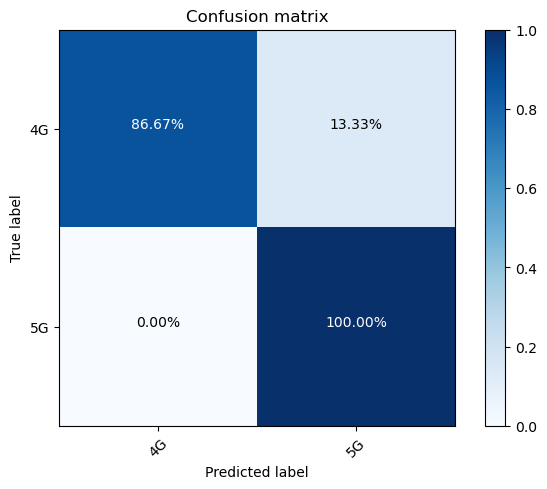 Confusion matrix
True label
4G
5G
86.67%
13.33%
0.00%
100.00%
4G
5G
Predicted label
1.0
0.8
0.6
0.4
0.2
0.0